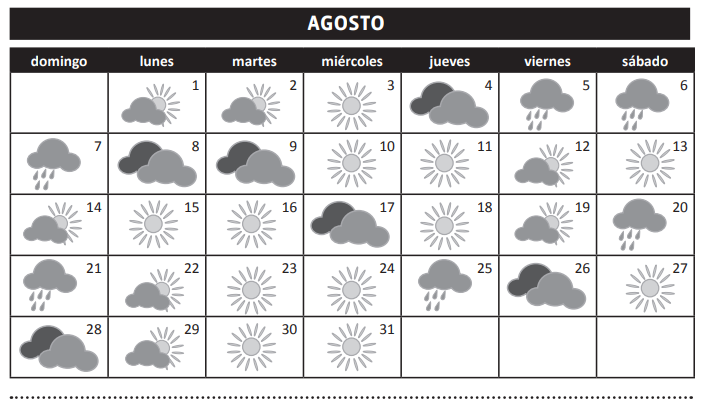 AGOSTO
domingo lunes martes miércoles jueves viernes sábado
1 2 3 4 5 6
7 8 9 10 11 12 13
14 15 16 17 18 19 20
21 22 23 24 25 26 27
28 29 30 31